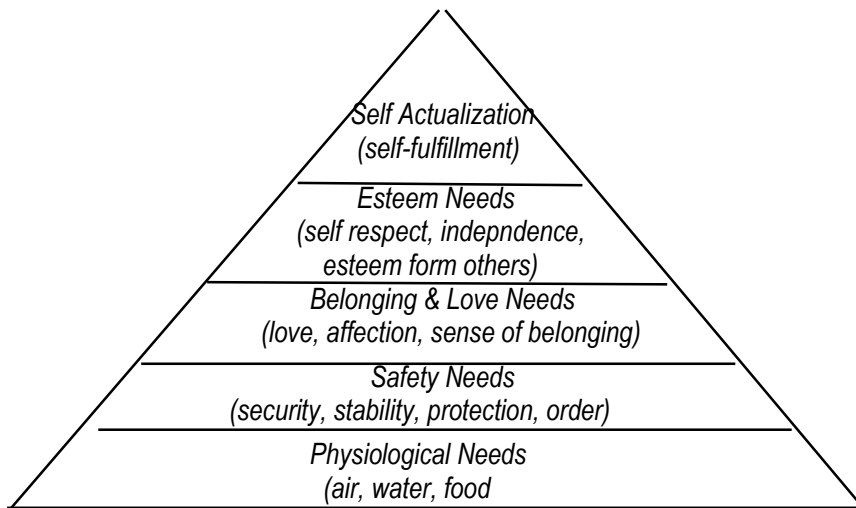 Self Actualization
(self-fulfillment)
Esteem Needs
(self respect, indepndence,
esteem form others)
Belonging & Love Needs
(love, affection, sense of belonging)
Safety Needs
(security, stability, protection, order)
Physiological Needs
(air, water, food